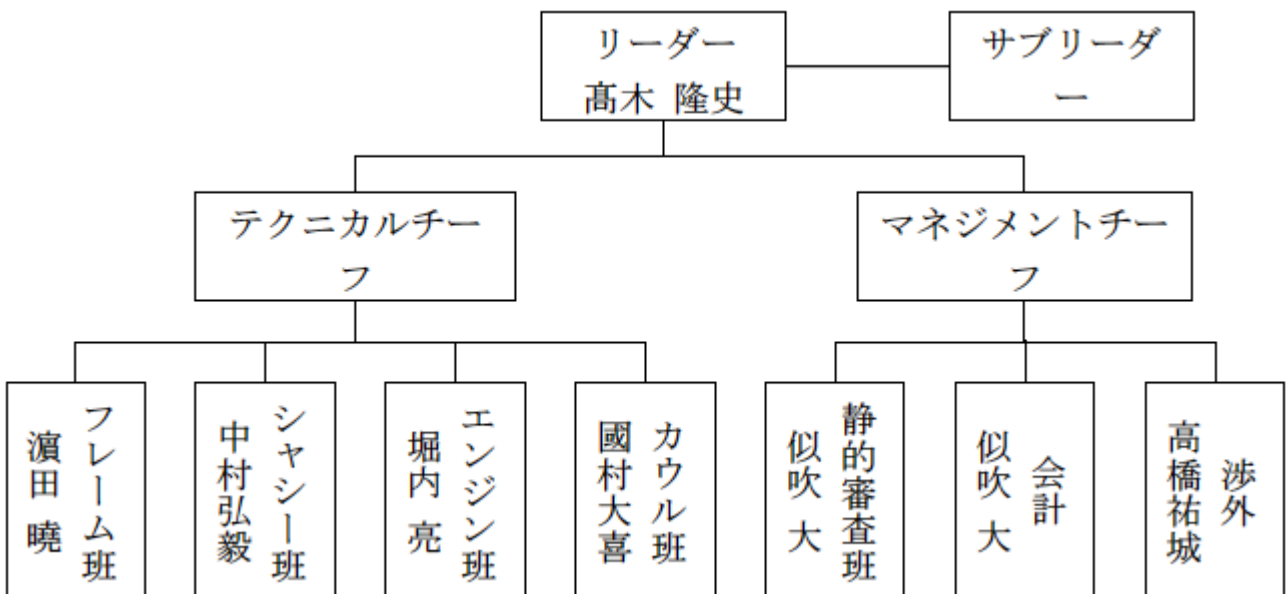 リーダー
髙木 隆史
サブリーダ
ー
テクニカルチー
フ
マネジメントチー
フ
フレーム班
濵田 曉
シャシー班
中村弘毅
エンジン班
堀内 亮
カウル班
國村大喜
静的審査班
似吹 大
会計
似吹 大
渉外
高橋祐城